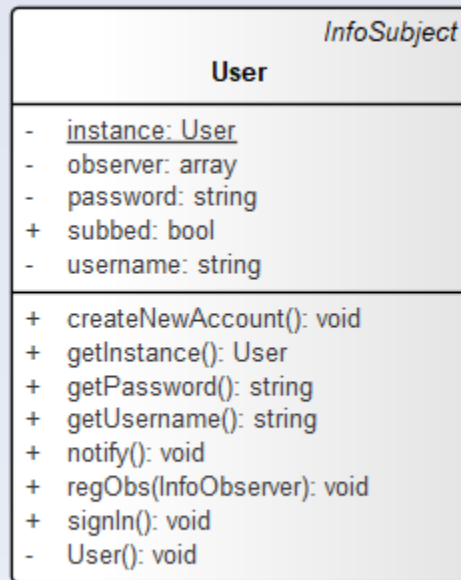 InfoSubject
User
- instance: User
- observer: array
- password: string
+ subbed: bool
- username: string
+ createNewAccount(): void
+ getInstance(): User
+ getPassword(): string
+ getUsername(): string
+ notify(): void
+ regObs(InfoObserver): void
+ signIn(): void
- User(): void